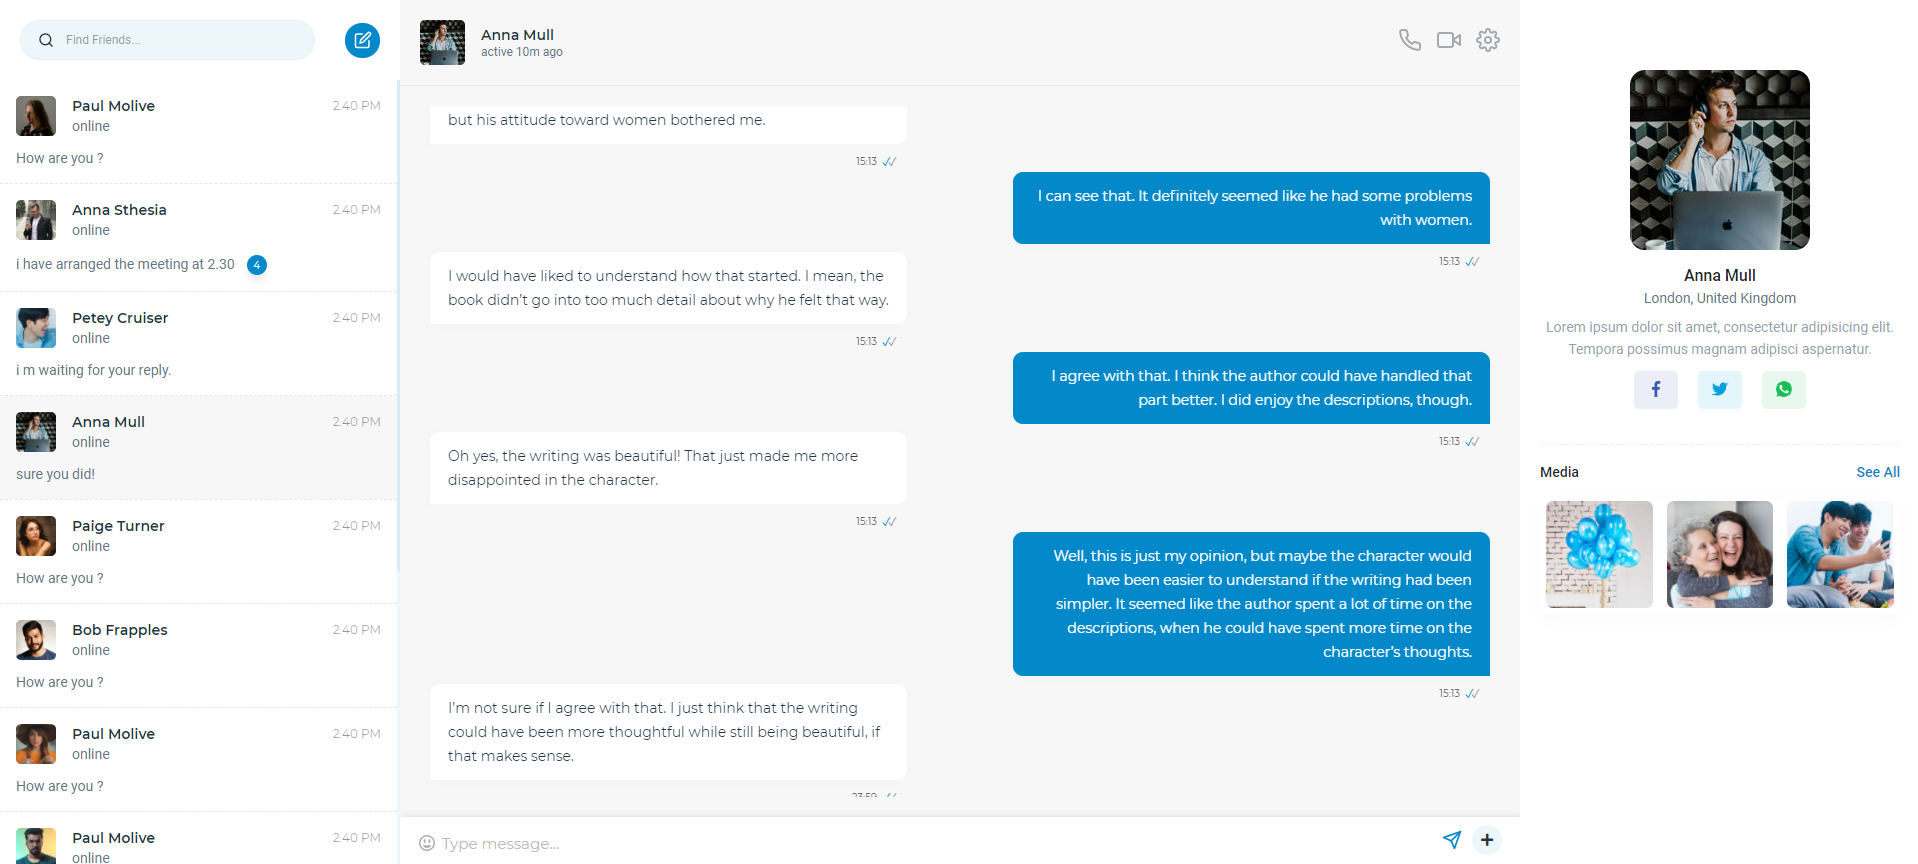 Find Friends...
Paul Molive
2.40 PM
online
How are you ?
Anna Sthesia
2.40 PM
online
i have arranged the meeting at 2.30 4
Petey Cruiser
2.40 PM
online
i m waiting for your reply.
Anna Mull
2.40 PM
online
sure you did!
Paige Turner
2.40 PM
online
How are you ?
Bob Frapples
2.40 PM
online
How are you ?
Paul Molive
2.40 PM
online
How are you ?
Paul Molive
2.40 PM
online
Anna Mull
active 10m ago
but his attitude toward women bothered me.
15:13
I can see that. It definitely seemed like he had some problems
with women.
15:13
I would have liked to understand how that started. I mean, the
book didn't go into too much detail about why he felt that way.
15:13
I agree with that. I think the author could have handled that
part better. I did enjoy the descriptions, though.
15:13
Oh yes, the writing was beautiful! That just made me more
disappointed in the character.
15:13
Well, this is just my opinion, but maybe the character would
have been easier to understand if the writing had been
simpler. It seemed like the author spent a lot of time on the
descriptions, when he could have spent more time on the
character's thoughts.
15:13
I'm not sure if I agree with that. I just think that the writing
could have been more thoughtful while still being beautiful, if
that makes sense.
23:59
Type message...
Anna Mull
London, United Kingdom
Lorem ipsum dolor sit amet, consectetur adipisicing elit.
Tempora possimus magnam adipisci aspernatur.
Media
See All